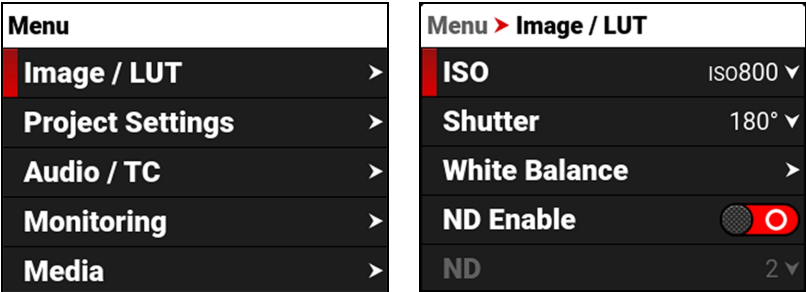 Menu
Image / LUT
Project Settings
Audio / TC
Monitoring
Media
Menu Image / LUT
ISO ISO800
Shutter 180°
White Balance
ND Enable
ND 2